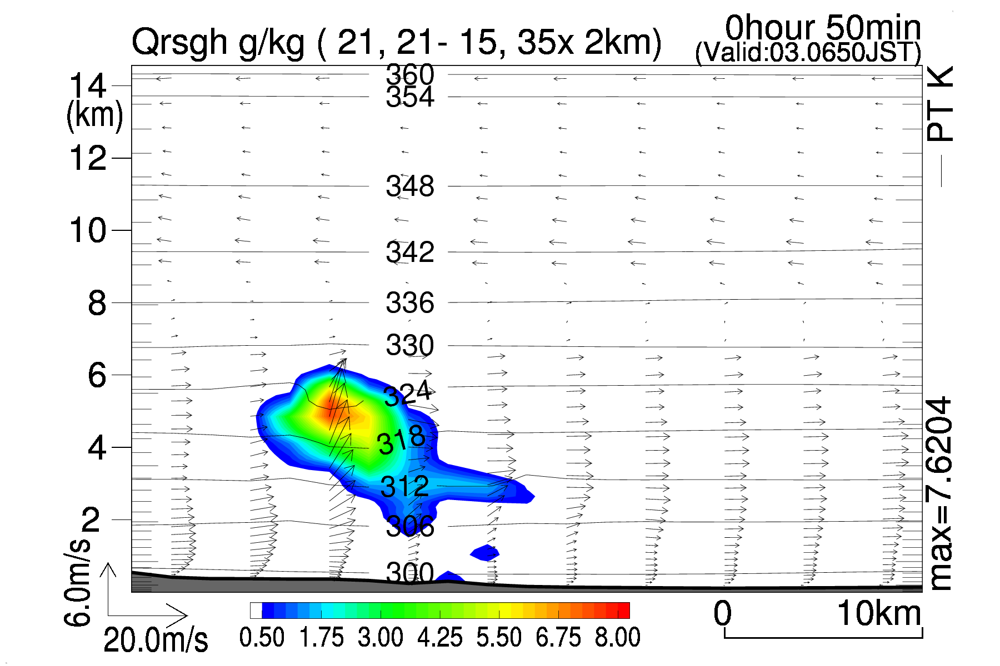 Qrsgh g/kg ( 21, 21- 15, 35x 2km)
0hour 50min
(Valid:03.0650JST)
14
(km)
12
10
8
6
4
2
360
354
348
342
336
330
324
318
312
306
300
PT K
max=7.6204
6.0m/s
20.0m/s
0.50 1.75 3.00 4.25 5.50 6.75 8.00
0 10km